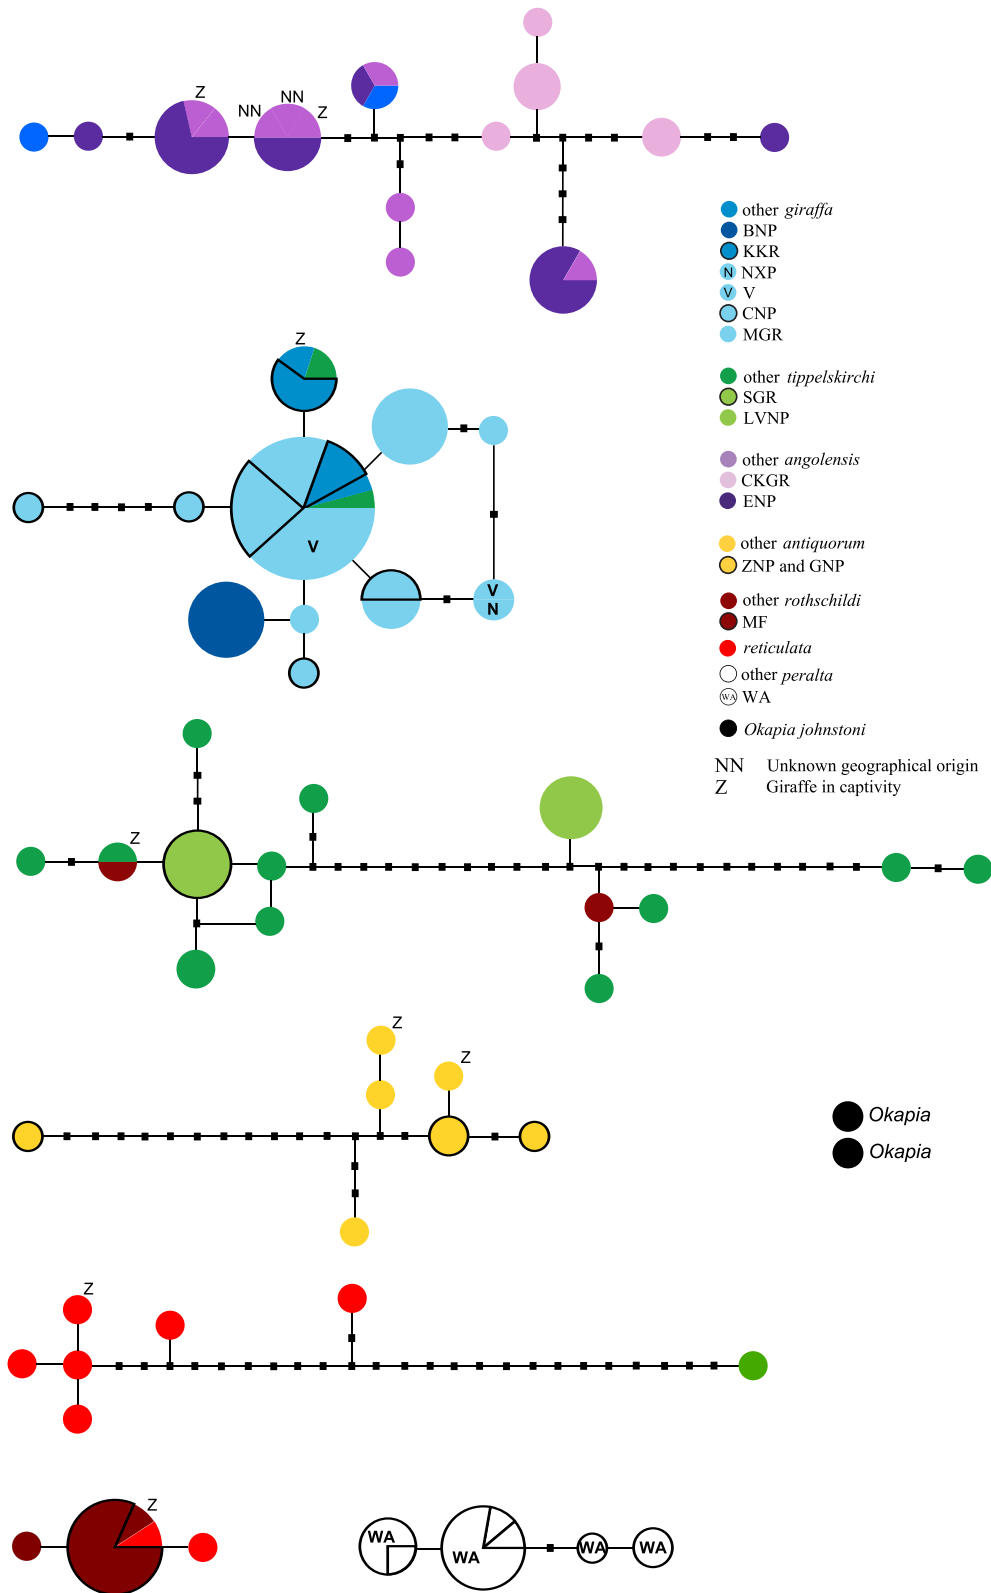 Z
NN
NN
Z
other giraffa
BNP
KKR
N NXP
V V
CNP
MGR
other tippelskirchi
SGR
LVNP
other angolensis
CKGR
ENP
other antiquorum
ZNP and GNP
other rothschildi
MF
reticulata
other peralta
WA WA
Okapia johnstoni
NN Unknown geographical origin
Z Giraffe in captivity
Z
V
V
N
Z
Z
Z
Okapia
Okapia
Z
Z
WA
WA
WA
WA